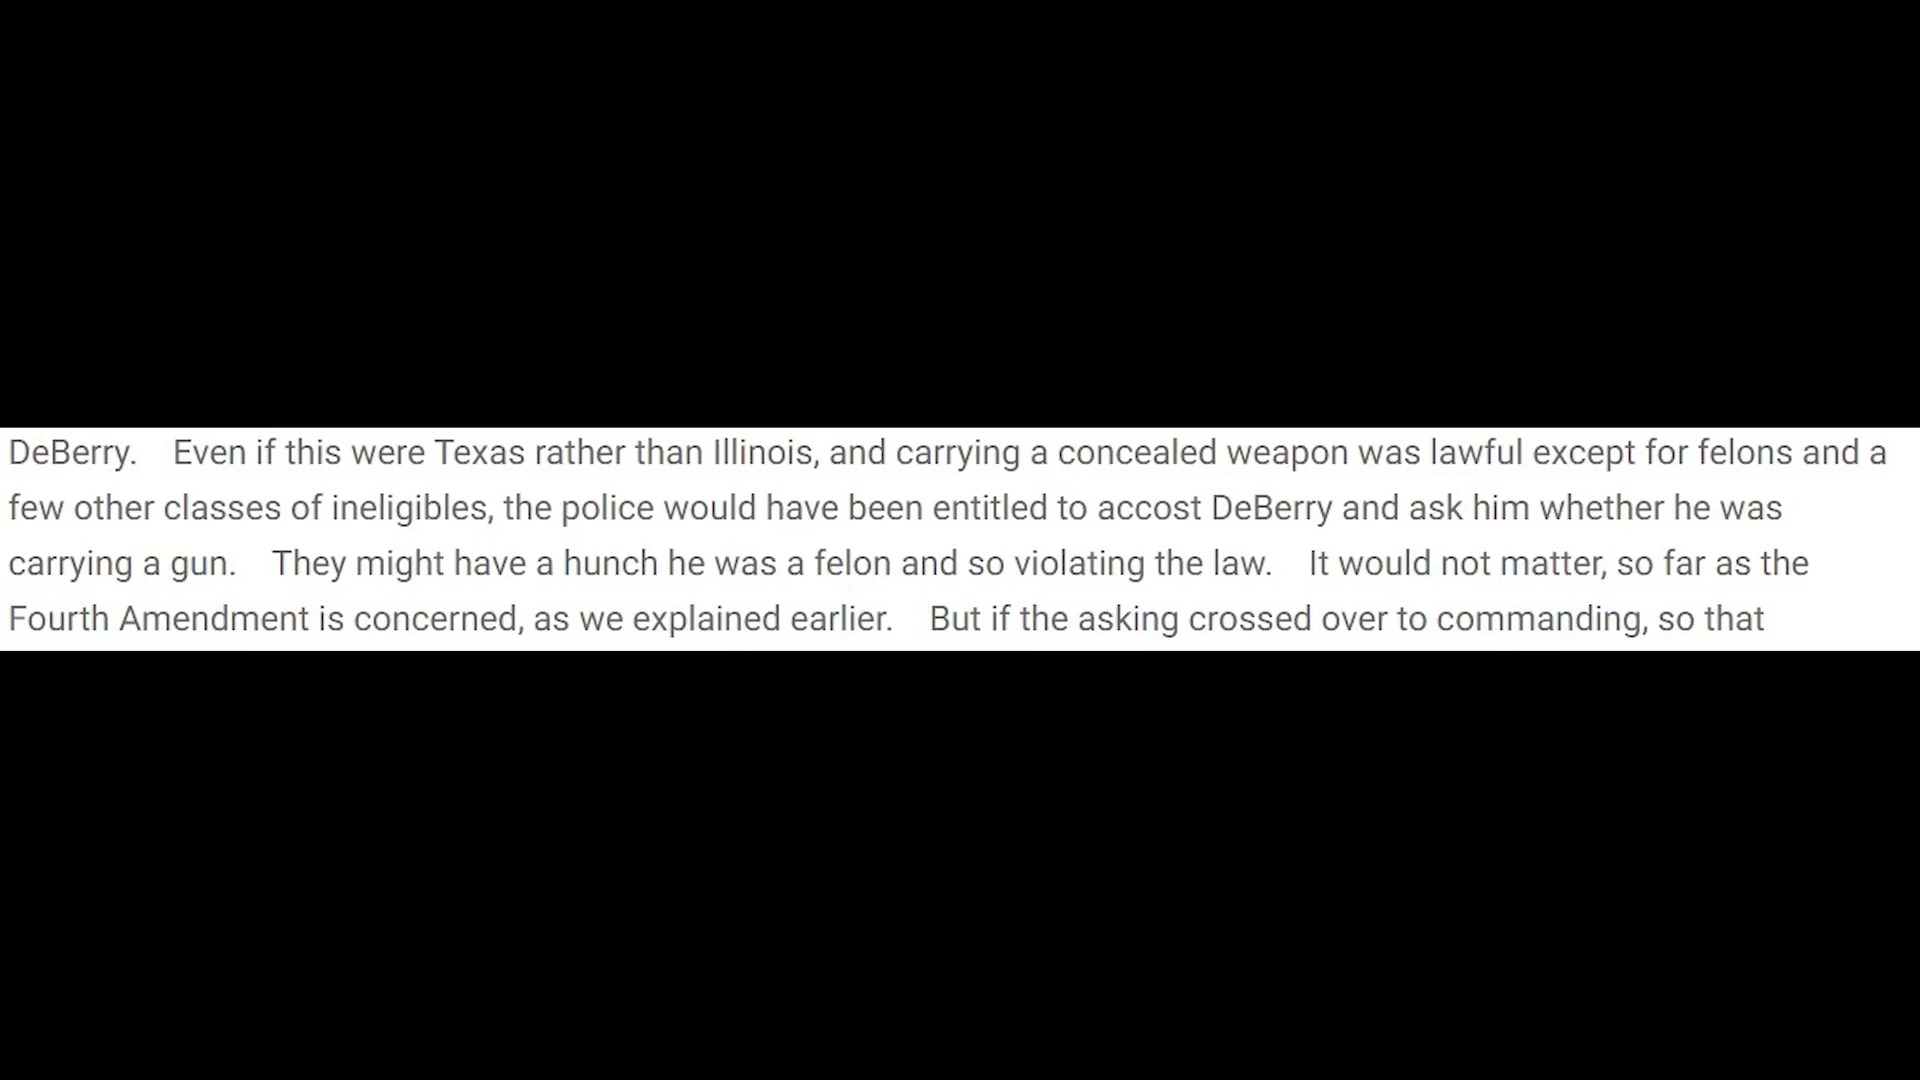 DeBerry. Even if this were Texas rather than Illinois, and carrying a concealed weapon was lawful except for felons and a
few other classes of ineligibles, the police would have been entitled to accost DeBerry and ask him whether he was
carrying a gun. They might have a hunch he was a felon and so violating the law. It would not matter, so far as the
Fourth Amendment is concerned, as we explained earlier. But if the asking crossed over to commanding, so that